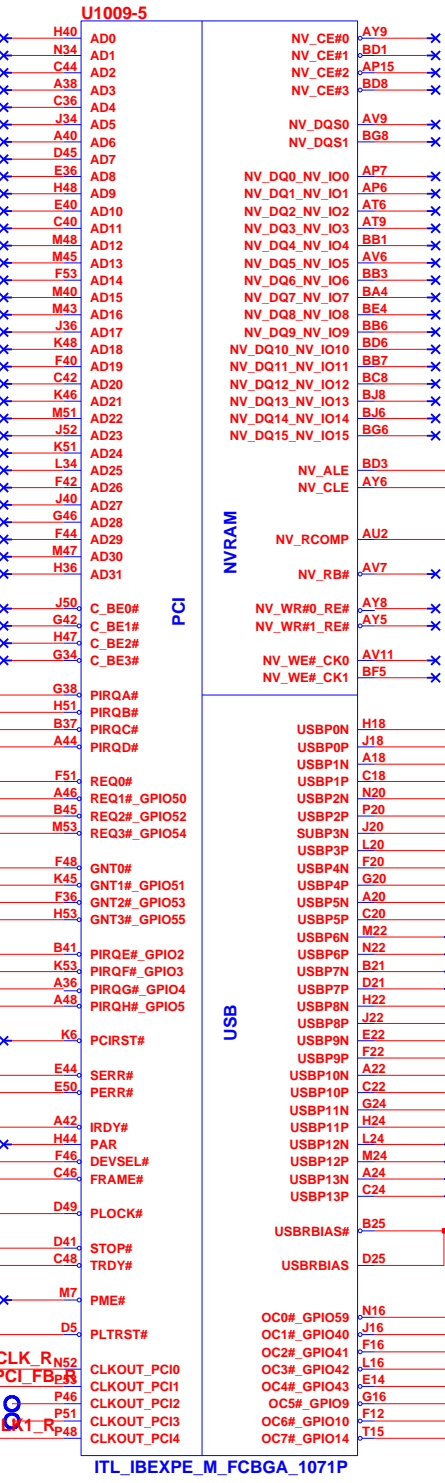 U1009-5
H40 AD0 NV_CE#0 AY9
N34 AD1 NV_CE#1 BD1
C44 AD2 NV_CE#2 AP15
A38 AD3 NV_CE#3 BD8
C36 AD4
J34 AD5 NV_DQS0 AV9
A40 AD6 NV_DQS1 BG8
D45 AD7
E36 AD8 NV_DQ0_NV_IO0 AP7
H48 AD9 NV_DQ1_NV_IO1 AP6
E40 AD10 NV_DQ2_NV_IO2 AT6
C40 AD11 NV_DQ3_NV_IO3 AT9
M48 AD12 NV_DQ4_NV_IO4 BB1
M45 AD13 NV_DQ5_NV_IO5 AV6
F53 AD14 NV_DQ6_NV_IO6 BB3
M40 AD15 NV_DQ7_NV_IO7 BA4
M43 AD16 NV_DQ8_NV_IO8 BE4
J36 AD17 NV_DQ9_NV_IO9 BB6
K48 AD18 NV_DQ10_NV_IO10 BD6
F40 AD19 NV_DQ11_NV_IO11 BB7
C42 AD20 NV_DQ12_NV_IO12 BC8
K46 AD21 NV_DQ13_NV_IO13 BJ8
M51 AD22 NV_DQ14_NV_IO14 BJ6
J52 AD23 NV_DQ15_NV_IO15 BG6
K51 AD24
L34 AD25 NV_ALE BD3
F42 AD26 NV_CLE AY6
J40 AD27
G46 AD28
F44 AD29 NV_RCOMP AU2
M47 AD30
H36 AD31 NV_RB# AV7
NVRAM
PCI
J50 C_BE0# NV_WR#0_RE# AY8
G42 C_BE1# NV_WR#1_RE# AY5
H47 C_BE2#
G34 C_BE3# NV_WE#_CK0 AV11
NV_WE#_CK1 BF5
G38 PIRQA#
H51 PIRQB#
B37 PIRQC# USBP0N H18
A44 PIRQD# USBP0P J18
USBP1N A18
F51 REQ0# USBP1P C18
A46 REQ1#_GPIO50 USBP2N N20
B45 REQ2#_GPIO52 USBP2P P20
M53 REQ3#_GPIO54 SUBP3N J20
USBP3P L20
F48 GNT0# USBP4N F20
K45 GNT1#_GPIO51 USBP4P G20
F36 GNT2#_GPIO53 USBP5N A20
H53 GNT3#_GPIO55 USBP5P C20
USBP6N M22
B41 PIRQE#_GPIO2 USBP6P N22
K53 PIRQF#_GPIO3 USBP7N B21
A36 PIRQG#_GPIO4 USBP7P D21
A48 PIRQH#_GPIO5 USBP8N H22
USB
USBP8P J22
K6 PCIRST# USBP9N E22
USBP9P F22
E44 SERR# USBP10N A22
E50 PERR# USBP10P C22
USBP11N G24
A42 IRDY# USBP11P H24
H44 PAR USBP12N L24
F46 DEVSEL# USBP12P M24
C46 FRAME# USBP13N A24
USBP13P C24
D49 PLOCK#
USBRBIAS# B25
D41 STOP#
C48 TRDY# USBRBIAS D25
M7 PME#
OC0#_GPIO59 N16
D5 PLTRST# OC1#_GPIO40 J16
OC2#_GPIO41 F16
CLK_R N52 CLKOUT_PCI0 OC3#_GPIO42 L16
PCI_FB_R P53 CLKOUT_PCI1 OC4#_GPIO43 E14
P46 CLKOUT_PCI2 OC5#_GPIO9 G16
P51 CLKOUT_PCI3 OC6#_GPIO10 F12
LK1_R P48 CLKOUT_PCI4 OC7#_GPIO14 T15
ITL_IBEXPE_M_FCBGA_1071P